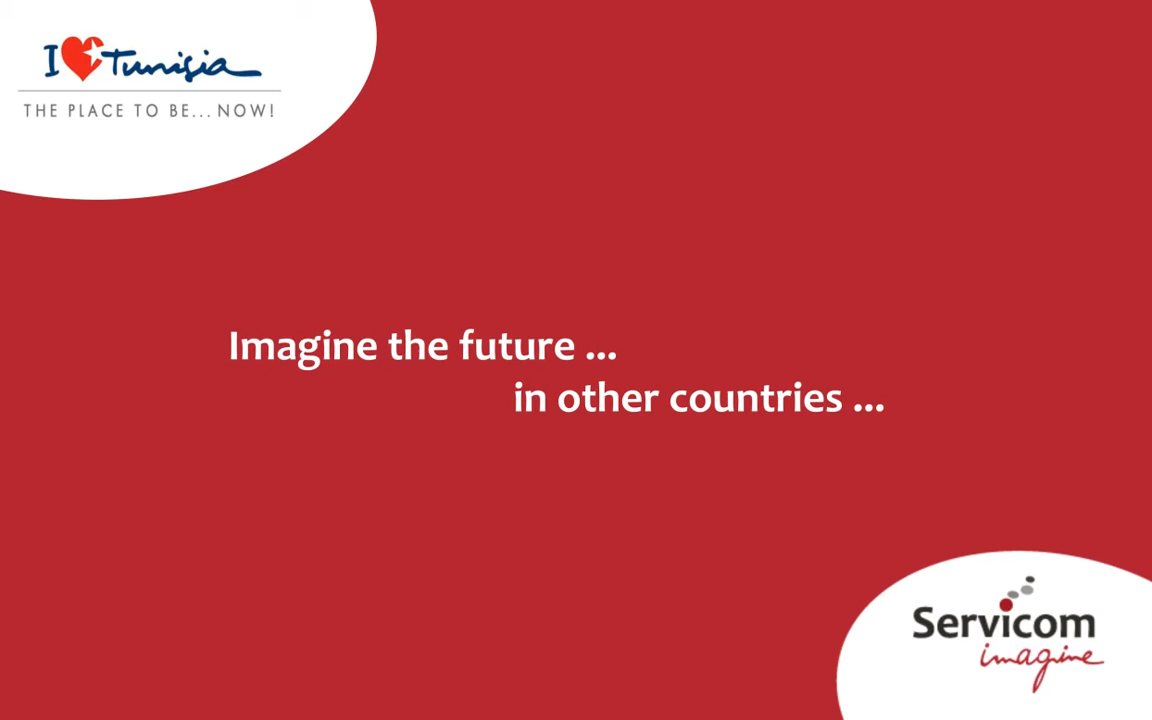 I Tunisia
THE PLACE TO BE...NOW!
Imagine the future ...
in other countries ...
Servicom
imagine